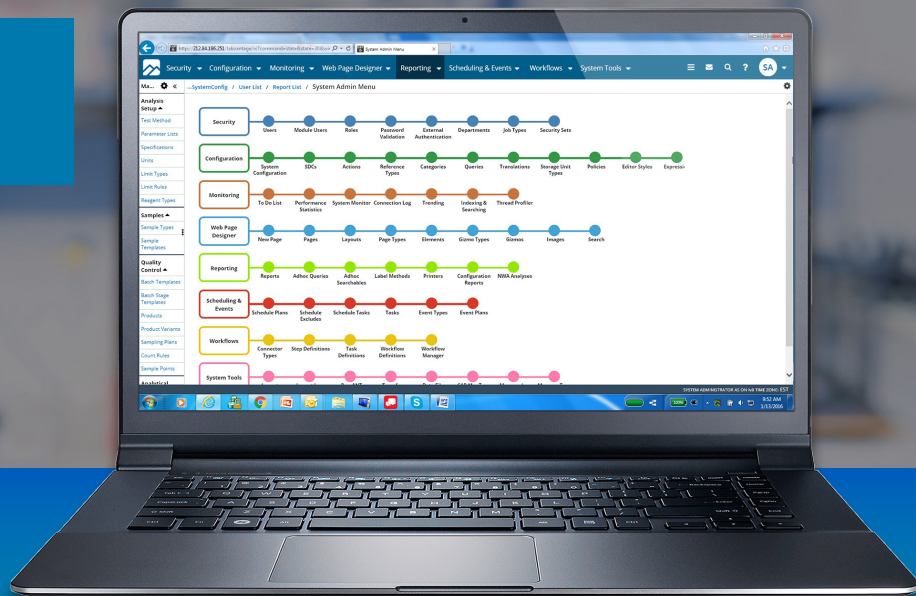 System Admin Menu
Security Configuration Monitoring Web Page Designer Reporting Scheduling & Events Workflows System Tools
? SA
Ma... « ...SystemConfig / User List / Report List / System Admin Menu
Analysis
Setup
Test Method
Parameter Lists
Specifications
Units
Limit Types
Limit Rules
Reagent Types
Samples
Sample Types
Sample
Templates
Quality
Control
Batch Templates
Batch Stage
Templates
Products
Product Variants
Sampling Plans
Count Rules
Sample Points
Analytical
Security
Users Module Users Roles Password Validation External Authentication Departments Job Types Security Sets
Configuration
System Configuration SDCs Actions Reference Types Categories Queries Translations Storage Unit Types Policies Editor Styles
Monitoring
To Do List Performance Statistics System Monitor Connection Log Trending Indexing & Searching Thread Profiler
Web Page
Designer
New Page Pages Layouts Page Types Elements Gizmo Types Gizmos Images Search
Reporting
Reports Adhoc Queries Adhoc Searchables Label Methods Printers Configuration Reports NWA Analyses
Scheduling &
Events
Schedule Plans Schedule Excludes Schedule Tasks Tasks Event Types Event Plans
Workflows
Connector Types Step Definitions Task Definitions Workflow Definitions Workflow Manager
System Tools
100%
9:52 AM
1/13/2016